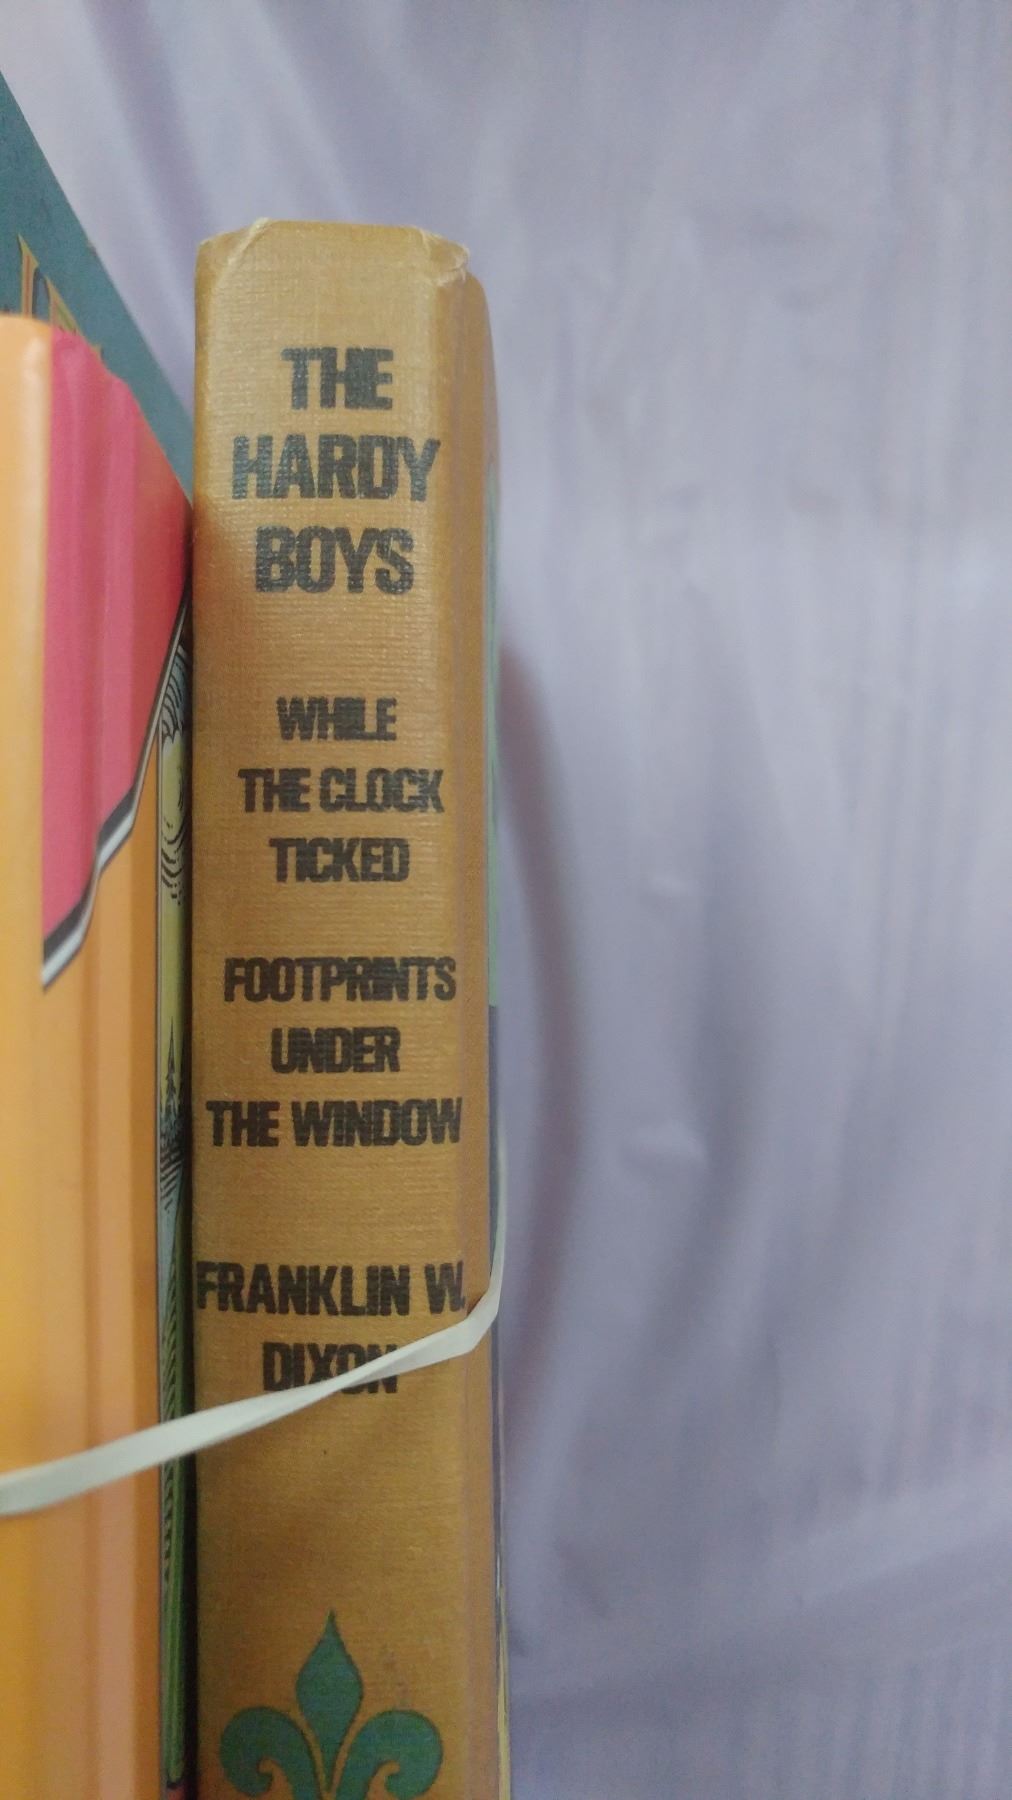 THE
HARDY
BOYS
WHILE
THE CLOCK
TICKED
FOOTPRINTS
UNDER
THE WINDOW
FRANKLIN W.
DIXON